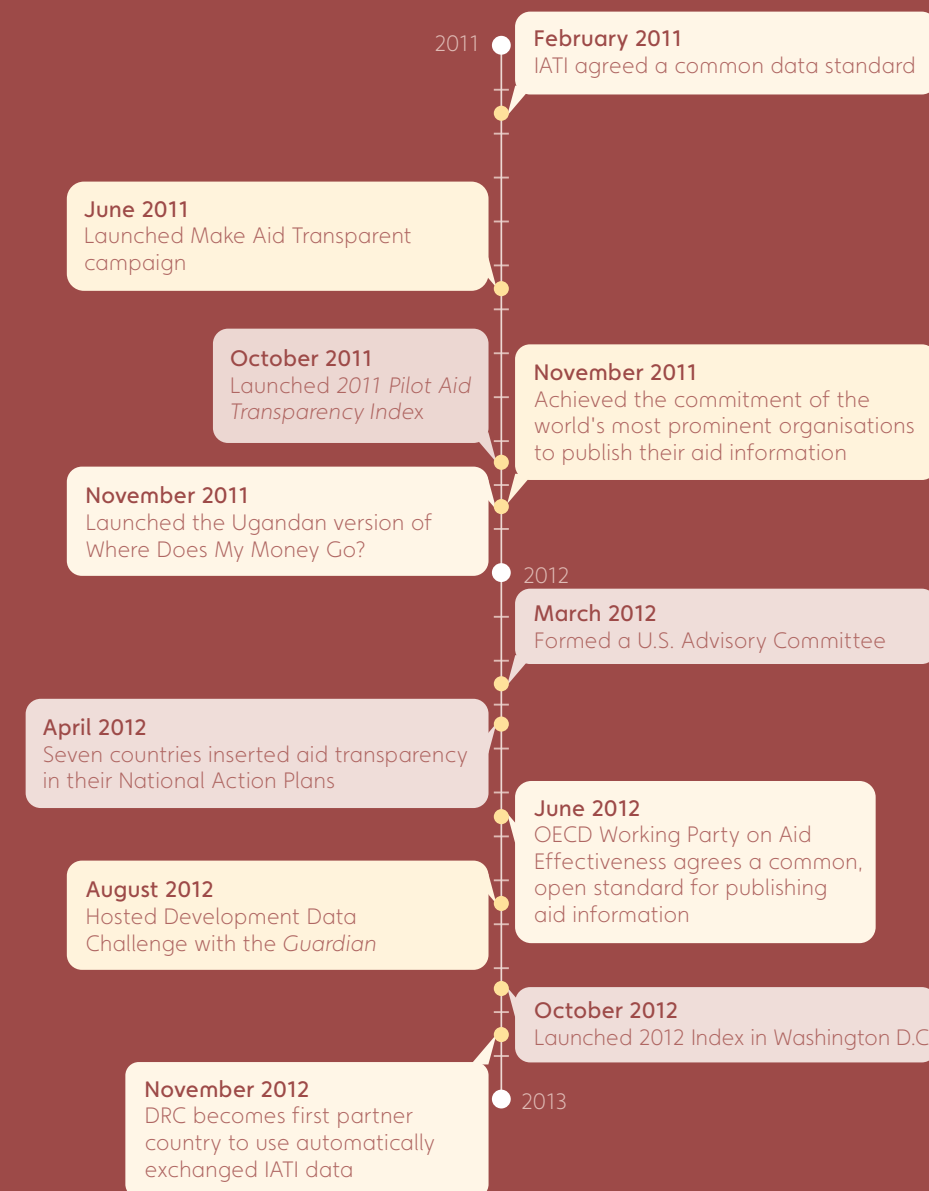 2011
February 2011
IATI agreed a common data standard
June 2011
Launched Make Aid Transparent
campaign
October 2011
Launched 2011 Pilot Aid
Transparency Index
November 2011
Achieved the commitment of the
world's most prominent organisations
to publish their aid information
November 2011
Launched the Ugandan version of
Where Does My Money Go?
2012
March 2012
Formed a U.S. Advisory Committee
April 2012
Seven countries inserted aid transparency
in their National Action Plans
June 2012
OECD Working Party on Aid
Effectiveness agrees a common,
open standard for publishing
aid information
August 2012
Hosted Development Data
Challenge with the Guardian
October 2012
Launched 2012 Index in Washington D.C
November 2012
DRC becomes first partner
country to use automatically
exchanged IATI data
2013